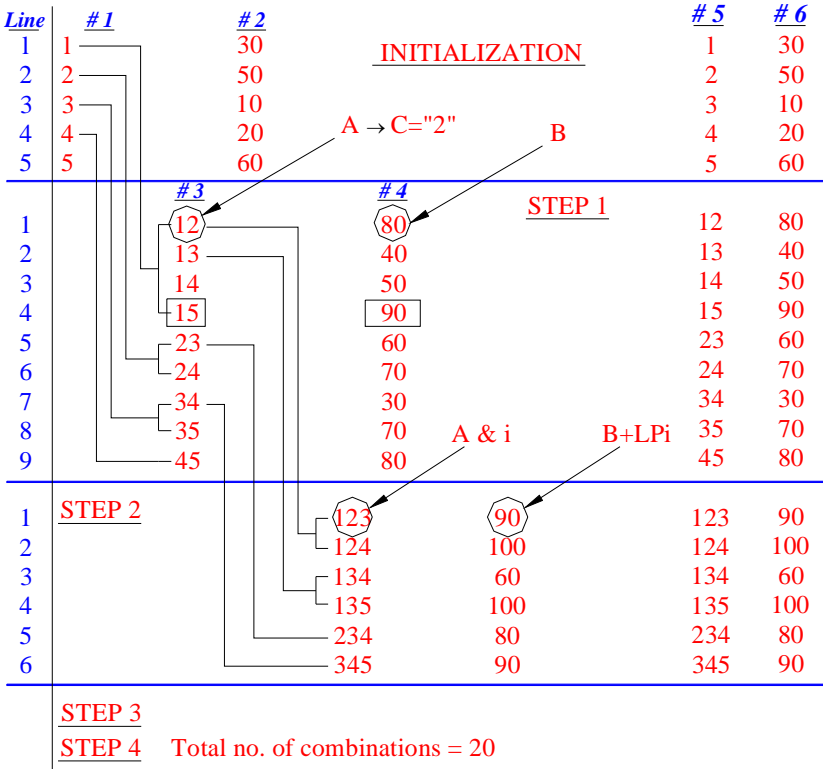 Line # 1 # 2 # 5 # 6
1 1 30 INITIALIZATION 1 30
2 2 50 2 50
3 3 10 3 10
4 4 20 A → C="2" B 4 20
5 5 60 5 60
# 3 # 4 STEP 1
1 12 80 12 80
2 13 40 13 40
3 14 50 14 50
4 15 90 15 90
5 23 60 23 60
6 24 70 24 70
7 34 30 34 30
8 35 70 A & i B+LPi 35 70
9 45 80 45 80
STEP 2
1 123 90 123 90
2 124 100 124 100
3 134 60 134 60
4 135 100 135 100
5 234 80 234 80
6 345 90 345 90
STEP 3
STEP 4 Total no. of combinations = 20